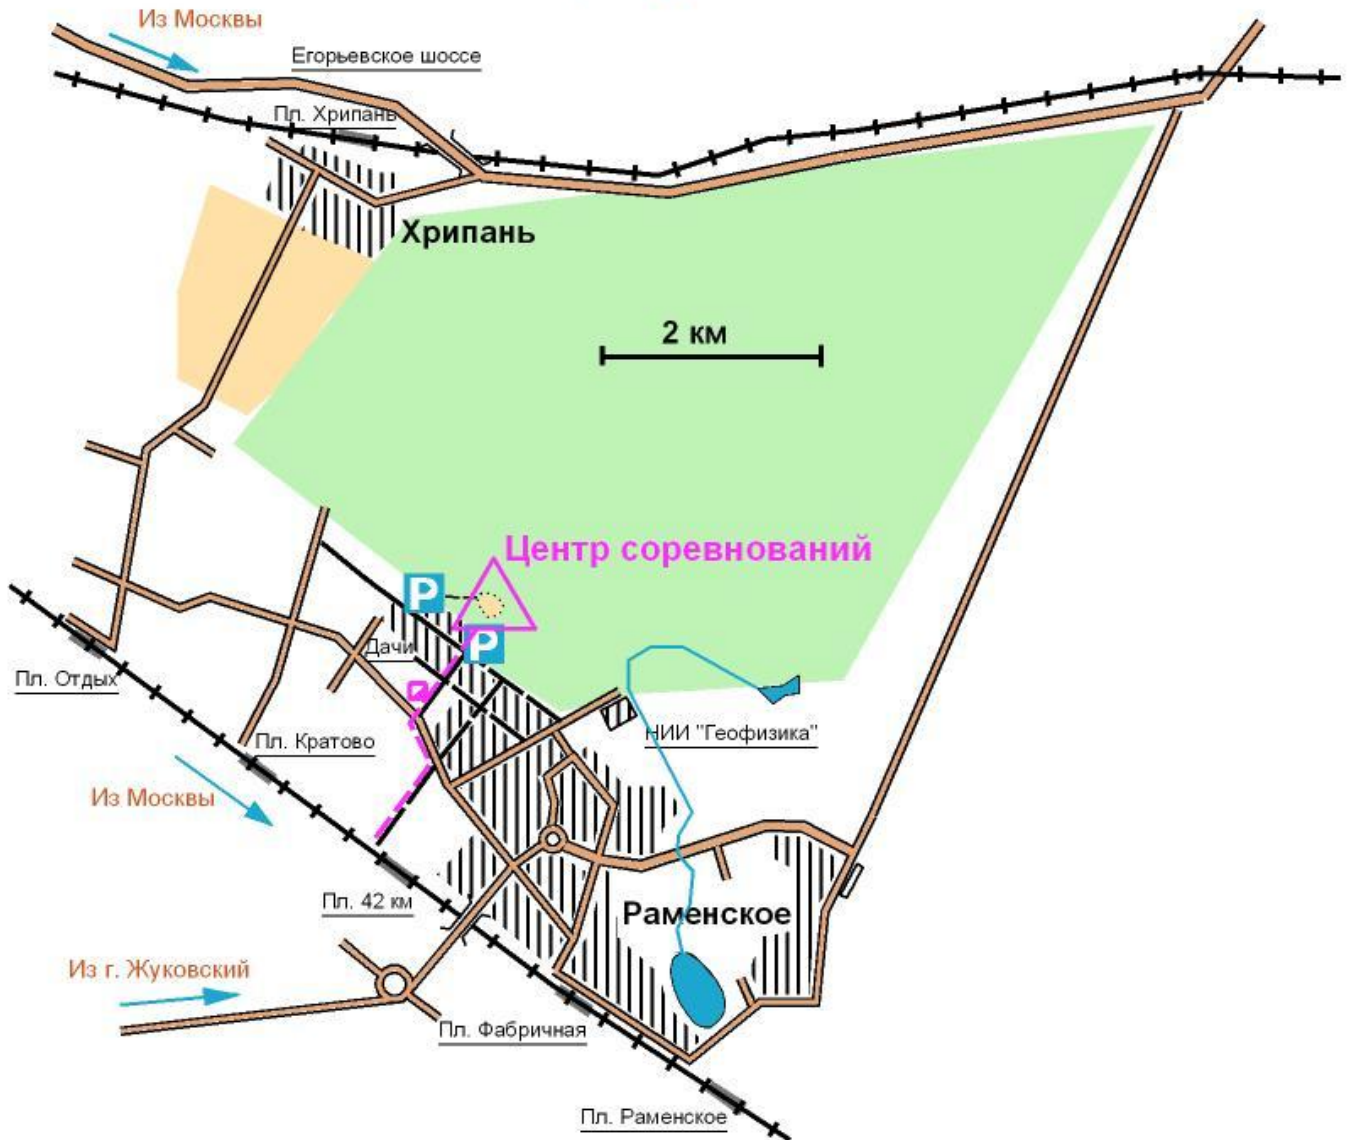 Из Москвы
Егорьевское шоссе
Пл. Хрипань
Хрипань
2 км
Центр соревнований
P
P
Дачи
Пл. Отдых
Пл. Кратово
НИИ "Геофизика"
Из Москвы
Пл. 42 км
Раменское
Из г. Жуковский
Пл. Фабричная
Пл. Раменское